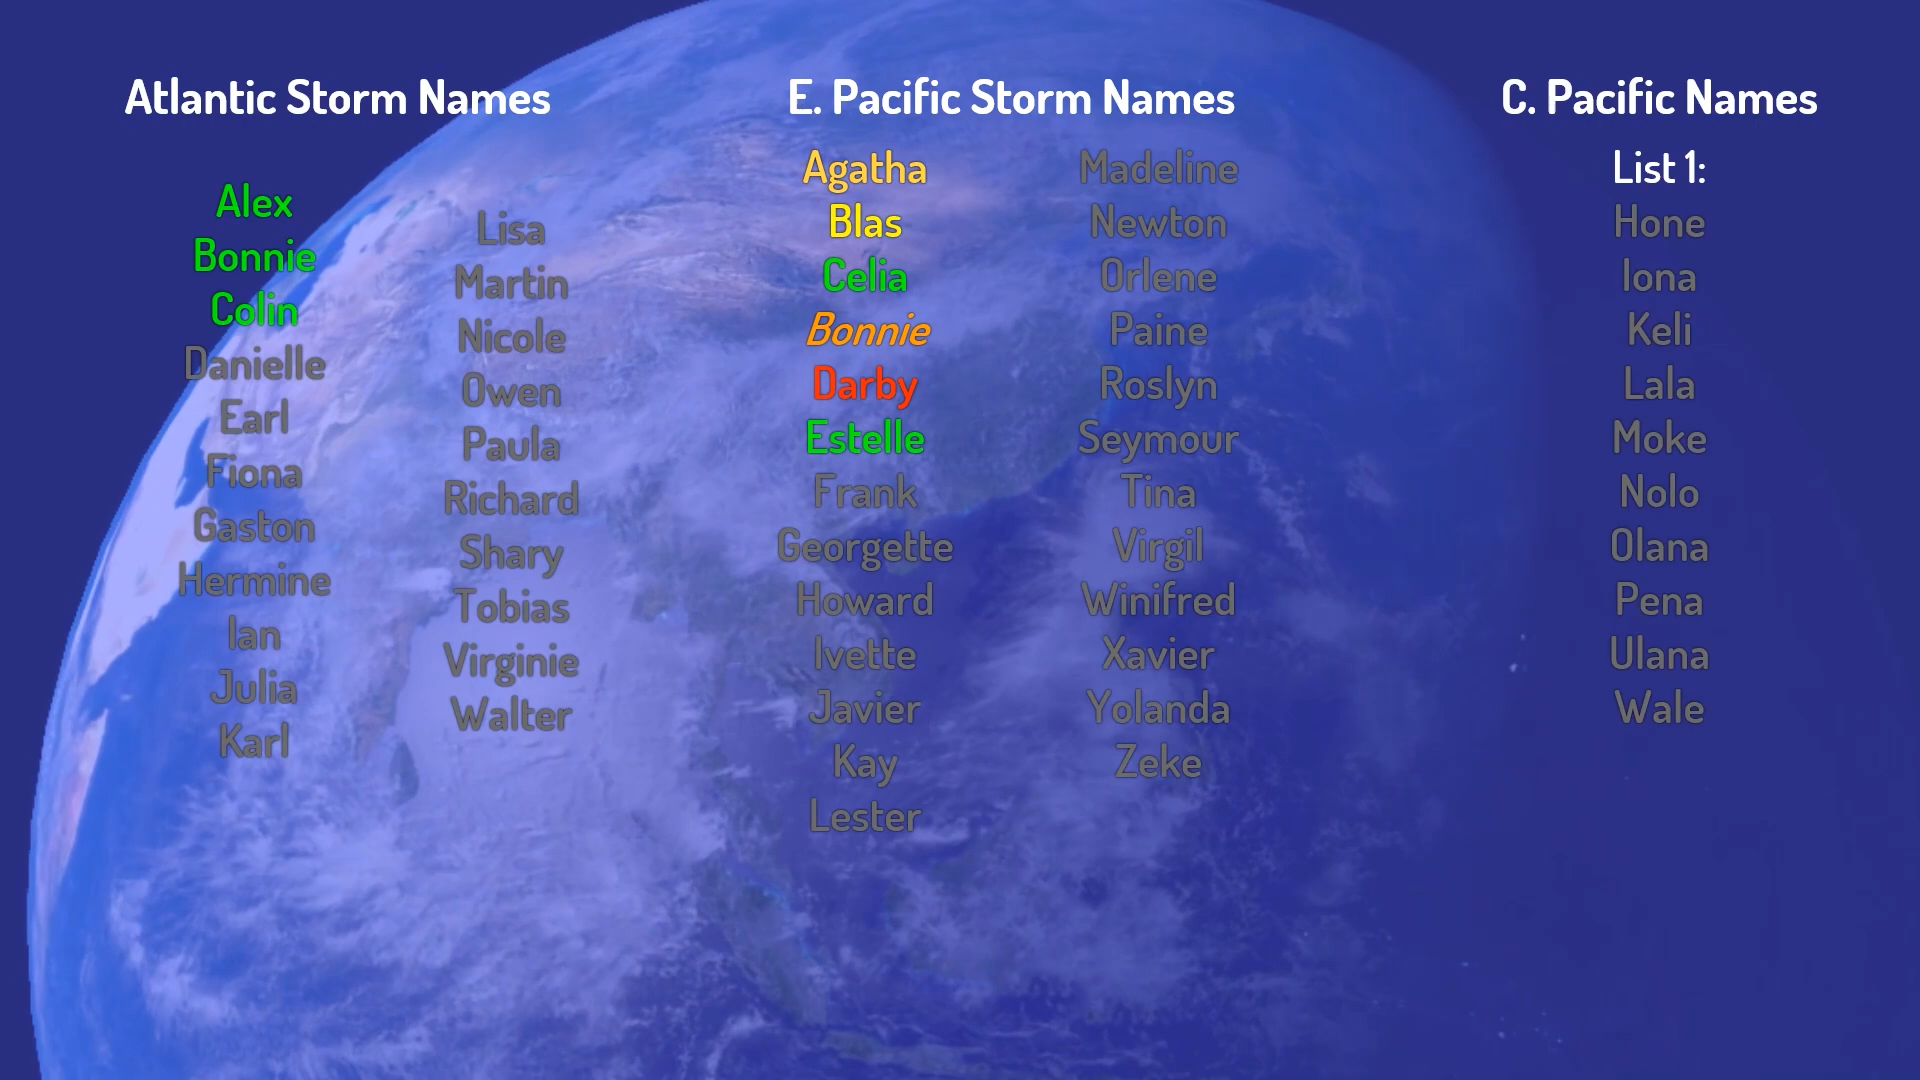 Atlantic Storm Names
Alex
Bonnie
Colin
Danielle
Earl
Fiona
Gaston
Hermine
Ian
Julia
Karl
Lisa
Martin
Nicole
Owen
Paula
Richard
Shary
Tobias
Virginie
Walter
E. Pacific Storm Names
Agatha
Blas
Celia
Bonnie
Darby
Estelle
Frank
Georgette
Howard
Ivette
Javier
Kay
Lester
Madeline
Newton
Orlene
Paine
Roslyn
Seymour
Tina
Virgil
Winifred
Xavier
Yolanda
Zeke
C. Pacific Names
List 1:
Hone
Iona
Keli
Lala
Moke
Nolo
Olana
Pena
Ulana
Wale